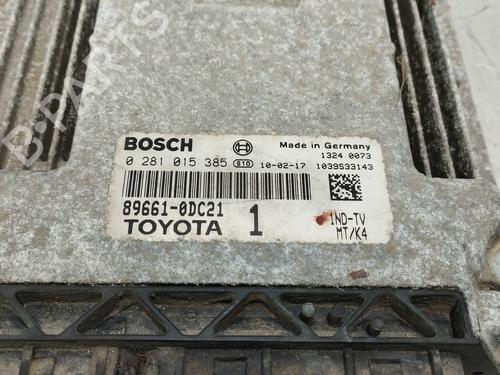 BOSCH
Made in Germany
1324 0073
0 281 015 385 810 10-02-17 1039S33143
89661-0DC21
TOYOTA 1
1ND-TV
MT/K4
B-PARTS